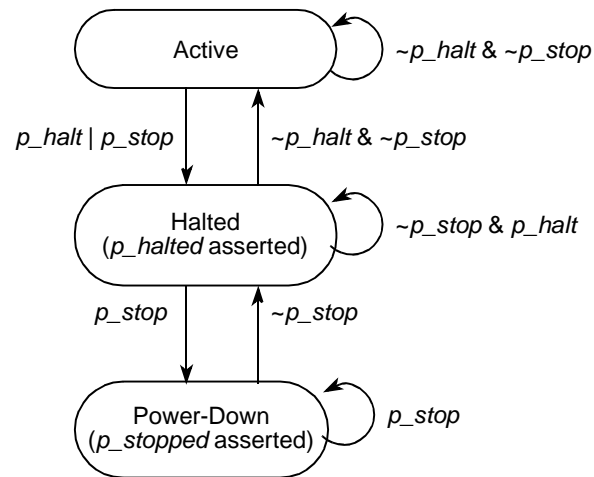 Active
~p_halt & ~p_stop
p_halt | p_stop
~p_halt & ~p_stop
Halted
(p_halted asserted)
~p_stop & p_halt
p_stop
~p_stop
Power-Down
(p_stopped asserted)
p_stop